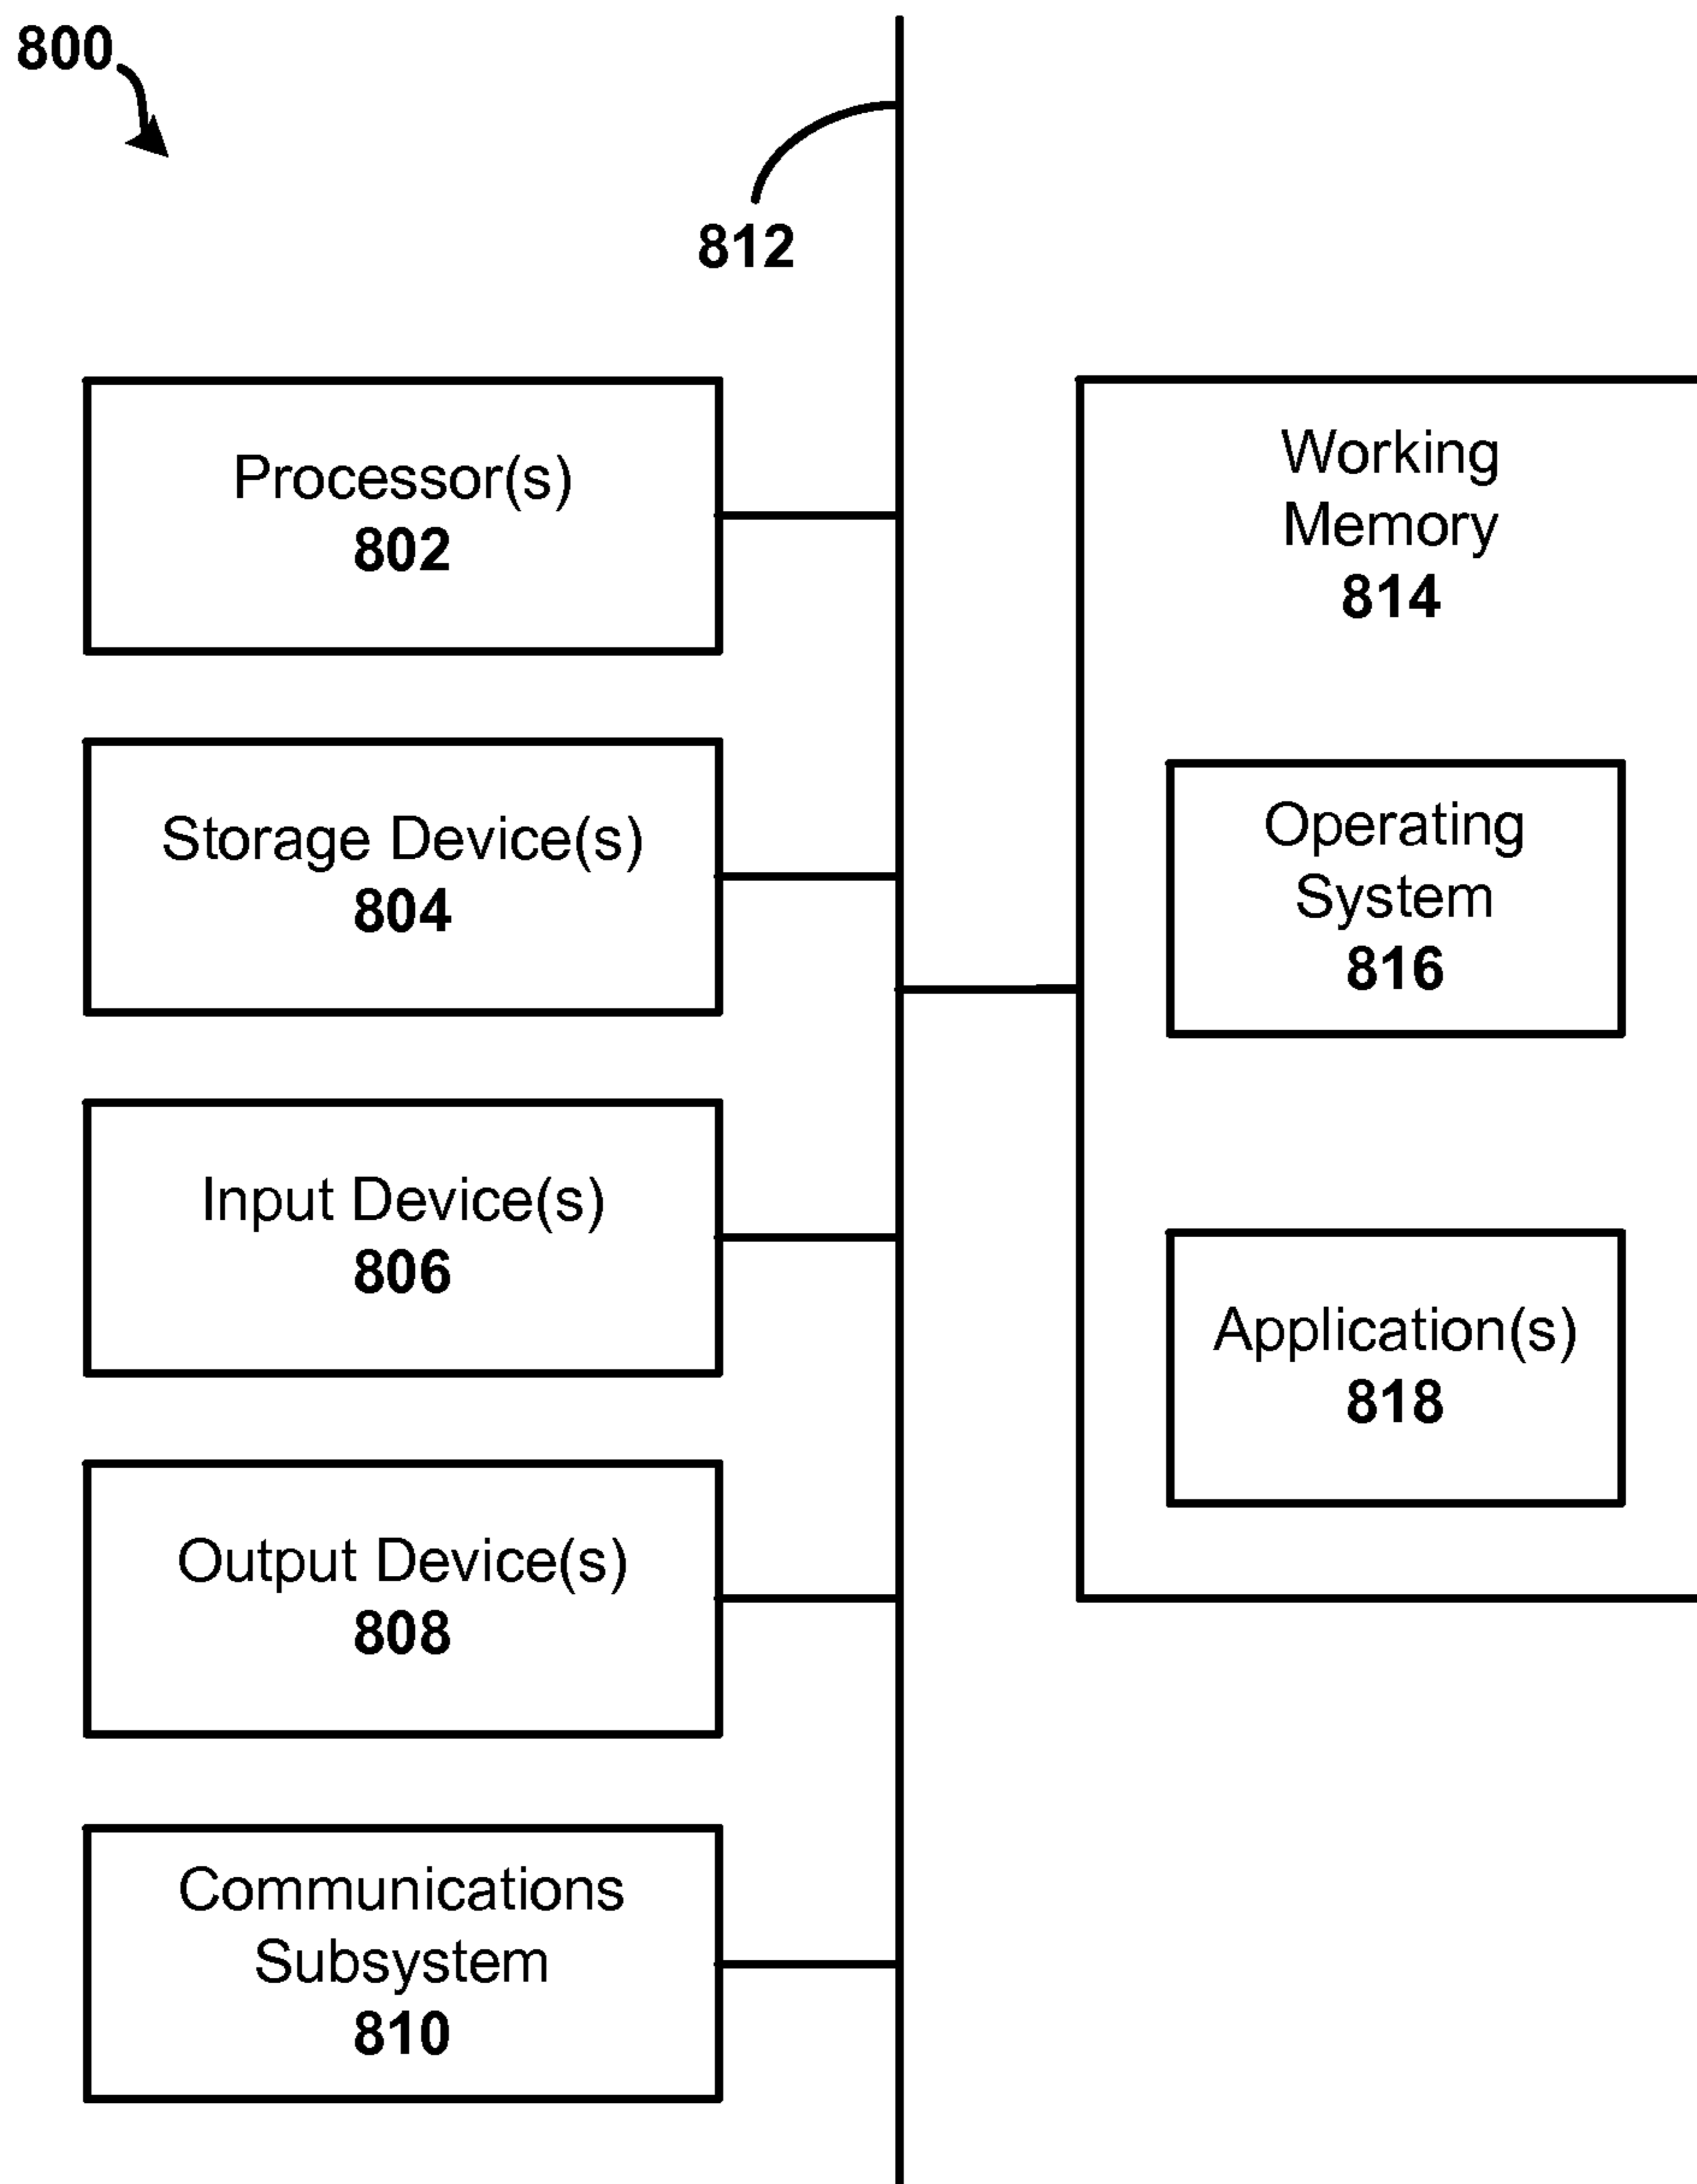 800
812
Processor(s)
802
Storage Device(s)
804
Input Device(s)
806
Output Device(s)
808
Communications
Subsystem
810
Working
Memory
814
Operating
System
816
Application(s)
818